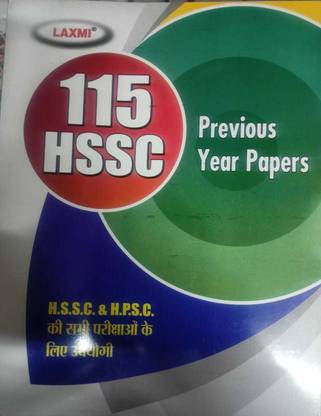 LAXMI®
115
HSSC
Previous
Year Papers
H.S.S.C. & H.P.S.C.
की सभी परीक्षाओं के
लिए उपयोगी